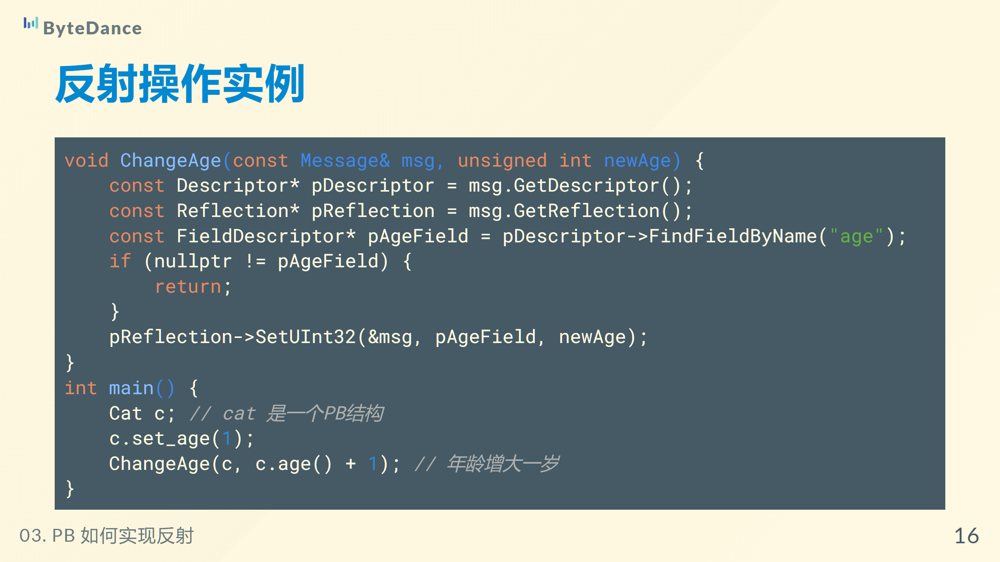 ByteDance
反射操作实例
void ChangeAge(const Message& msg, unsigned int newAge) {
    const Descriptor* pDescriptor = msg.GetDescriptor();
    const Reflection* pReflection = msg.GetReflection();
    const FieldDescriptor* pAgeField = pDescriptor->FindFieldByName("age");
    if (nullptr != pAgeField) {
        return;
    }
    pReflection->SetUInt32(&msg, pAgeField, newAge);
}
int main() {
    Cat c; // cat 是一个PB结构
    c.set_age(1);
    ChangeAge(c, c.age() + 1); // 年龄增大一岁
}
03. PB 如何实现反射
16